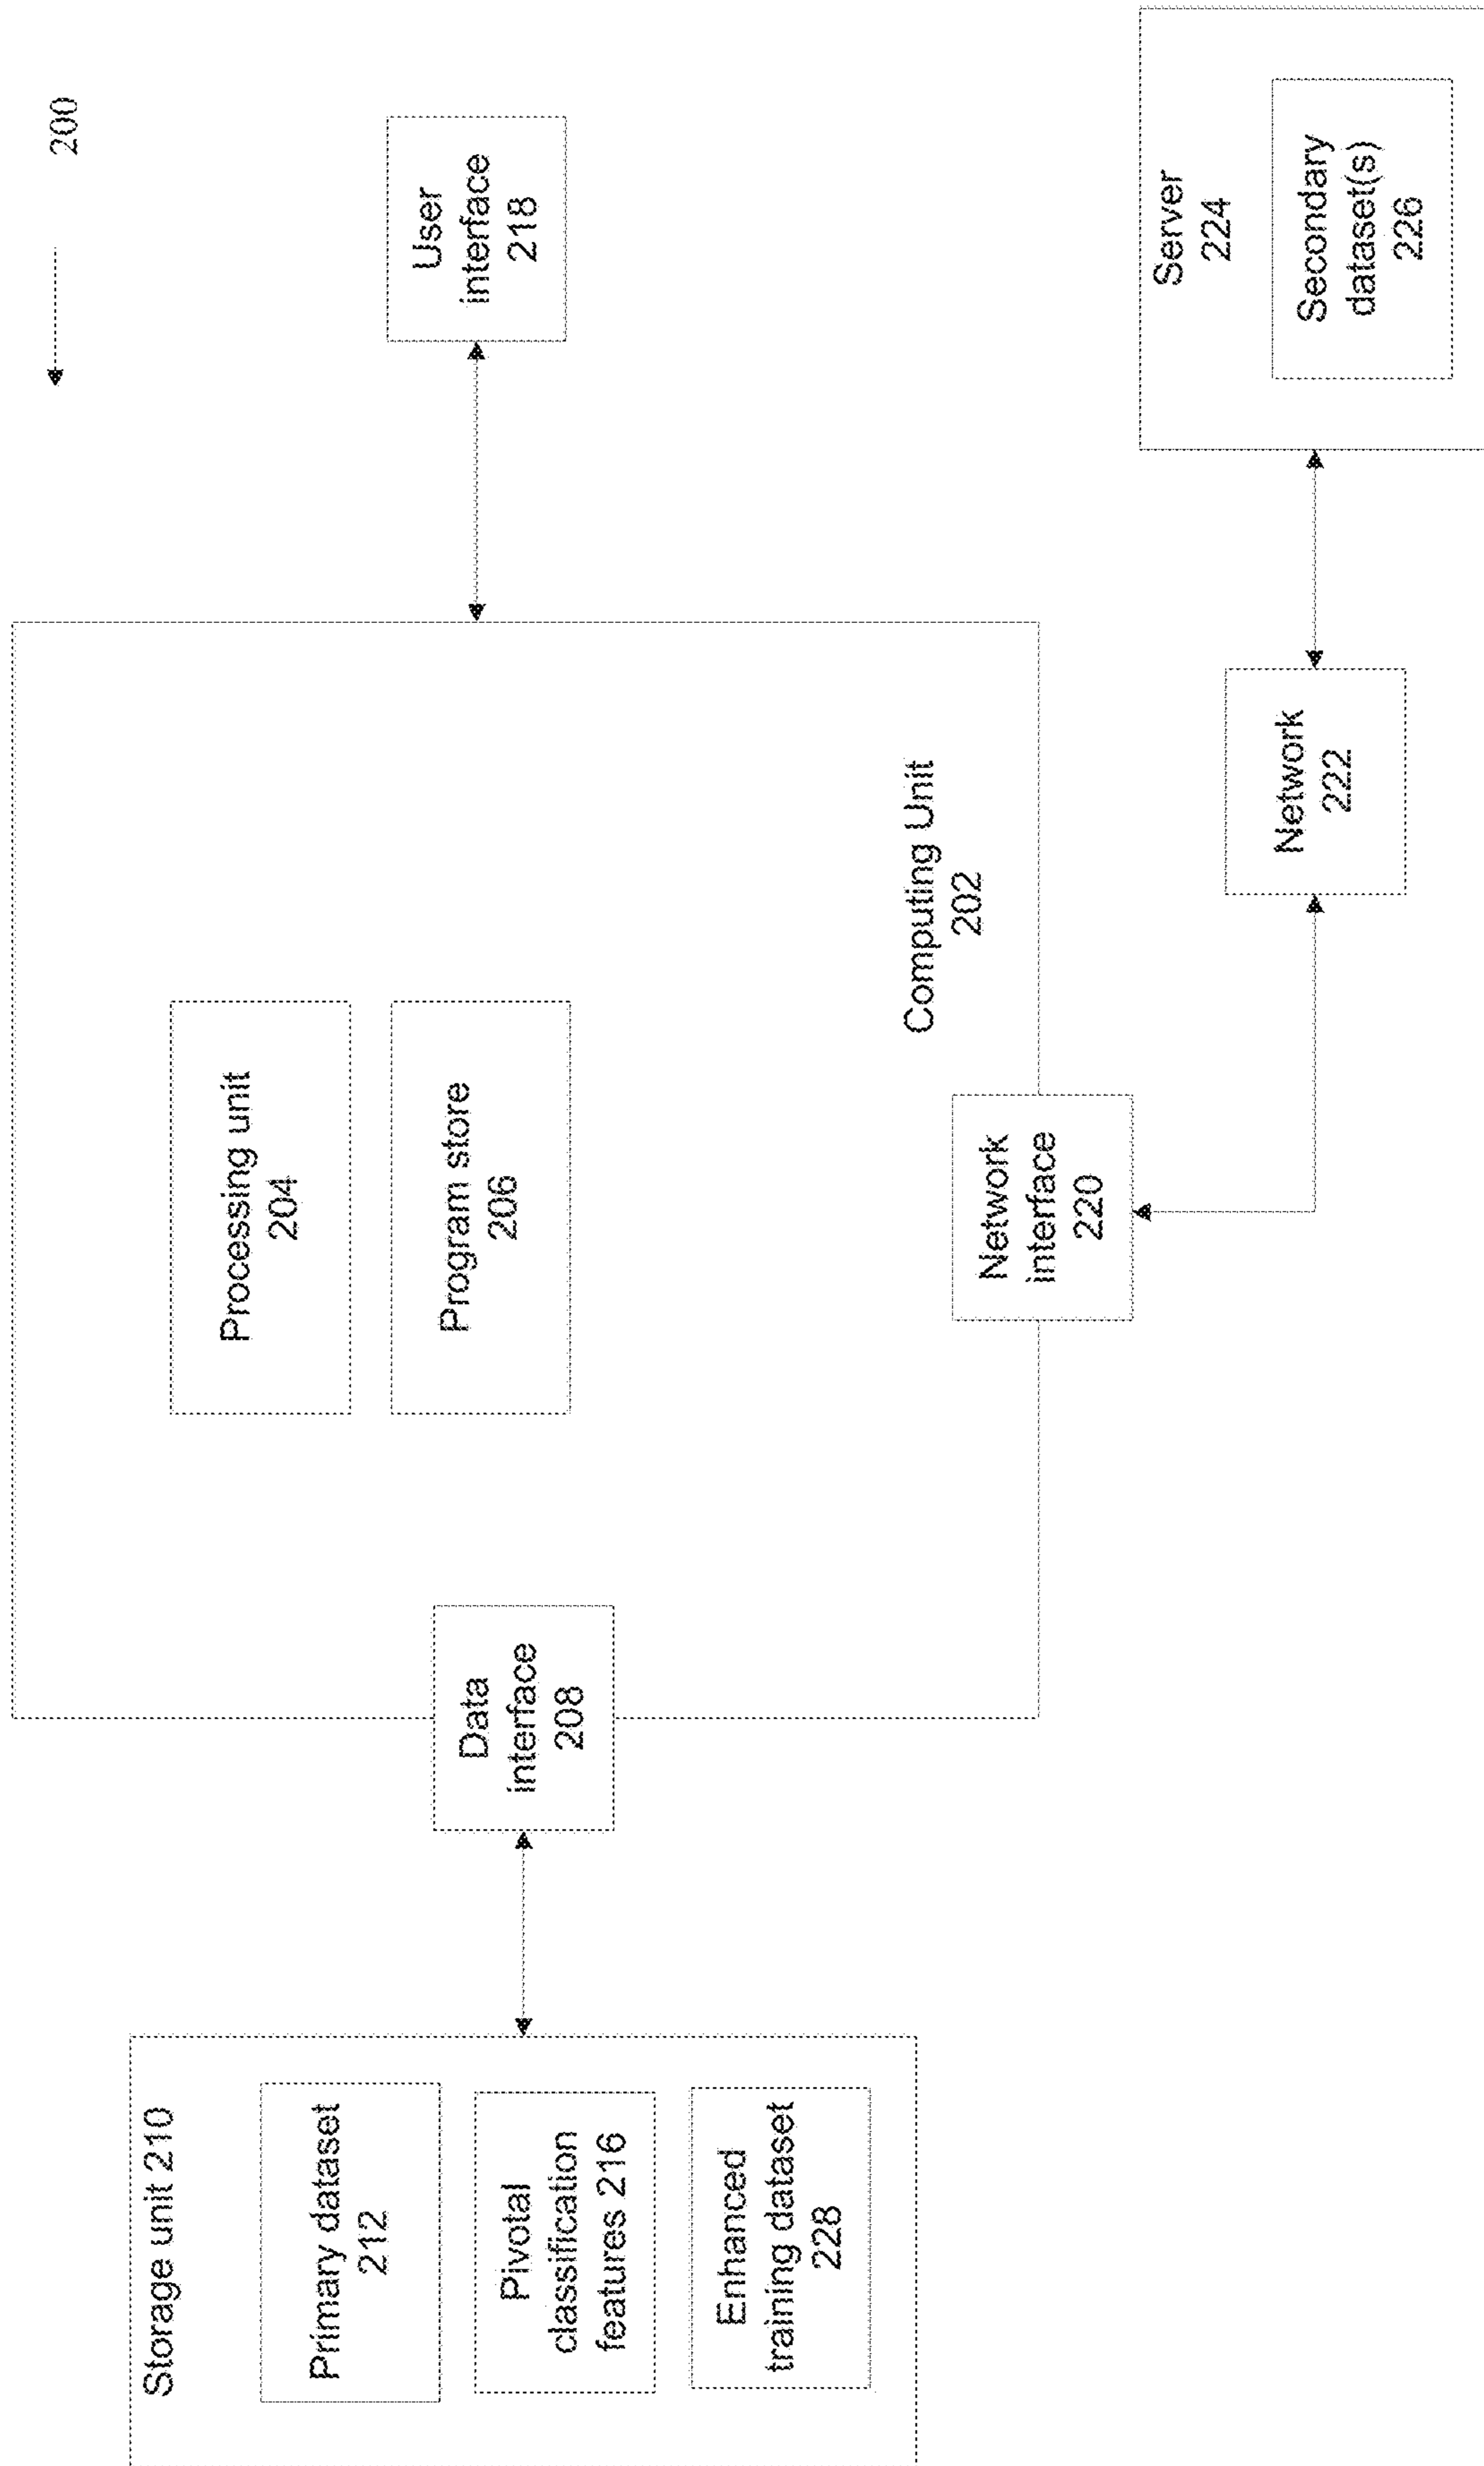 200
Storage unit 210
Primary dataset
212
Pivotal
classification
features 216
Enhanced
training dataset
228
Data
interface
208
Processing unit
204
Program store
206
Computing Unit
202
Network
interface
220
User
interface
218
Network
222
Server
224
Secondary
dataset(s)
226